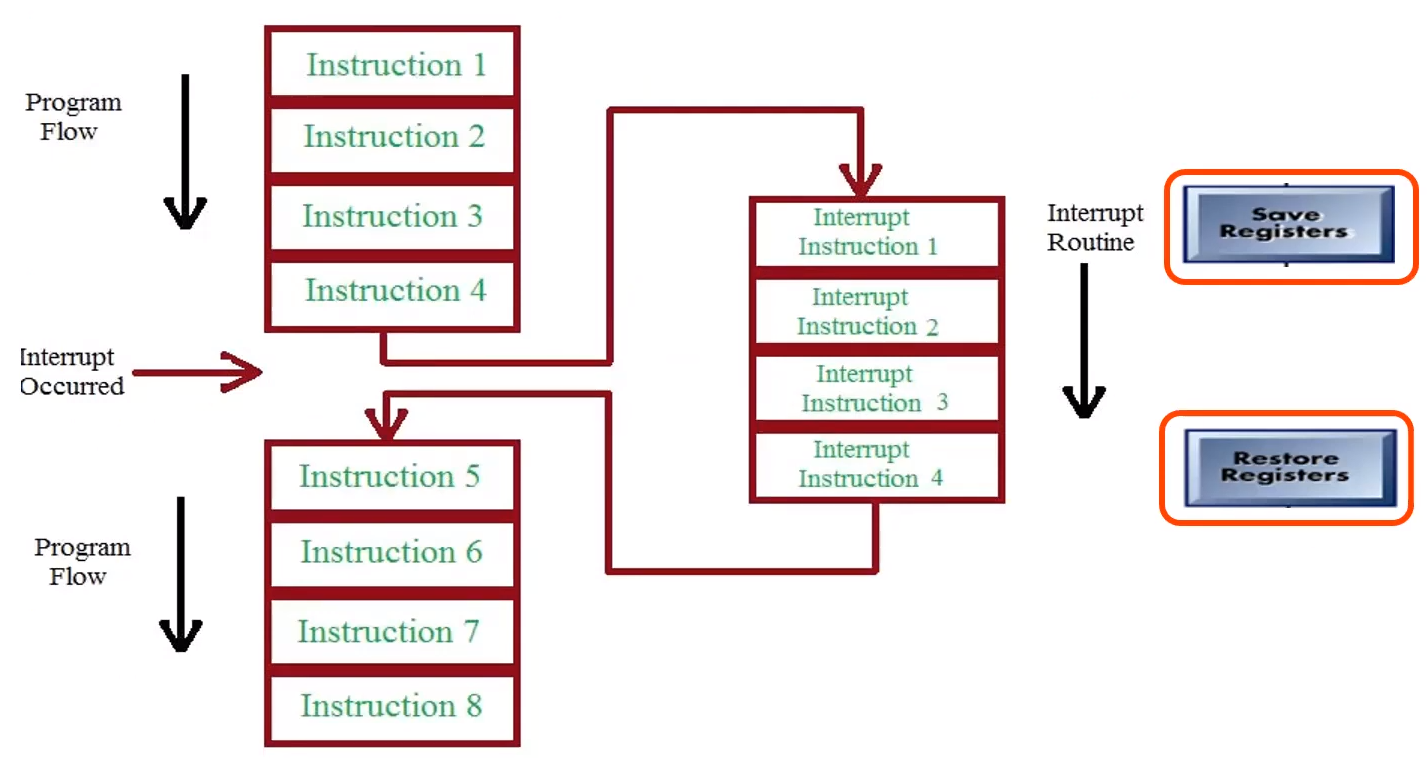 Program
Flow
Instruction 1
Instruction 2
Instruction 3
Instruction 4
Interrupt
Occurred
Instruction 5
Instruction 6
Instruction 7
Instruction 8
Program
Flow
Interrupt
Instruction 1
Interrupt
Instruction 2
Interrupt
Instruction 3
Interrupt
Instruction 4
Interrupt
Routine
Save
Registers
Restore
Registers